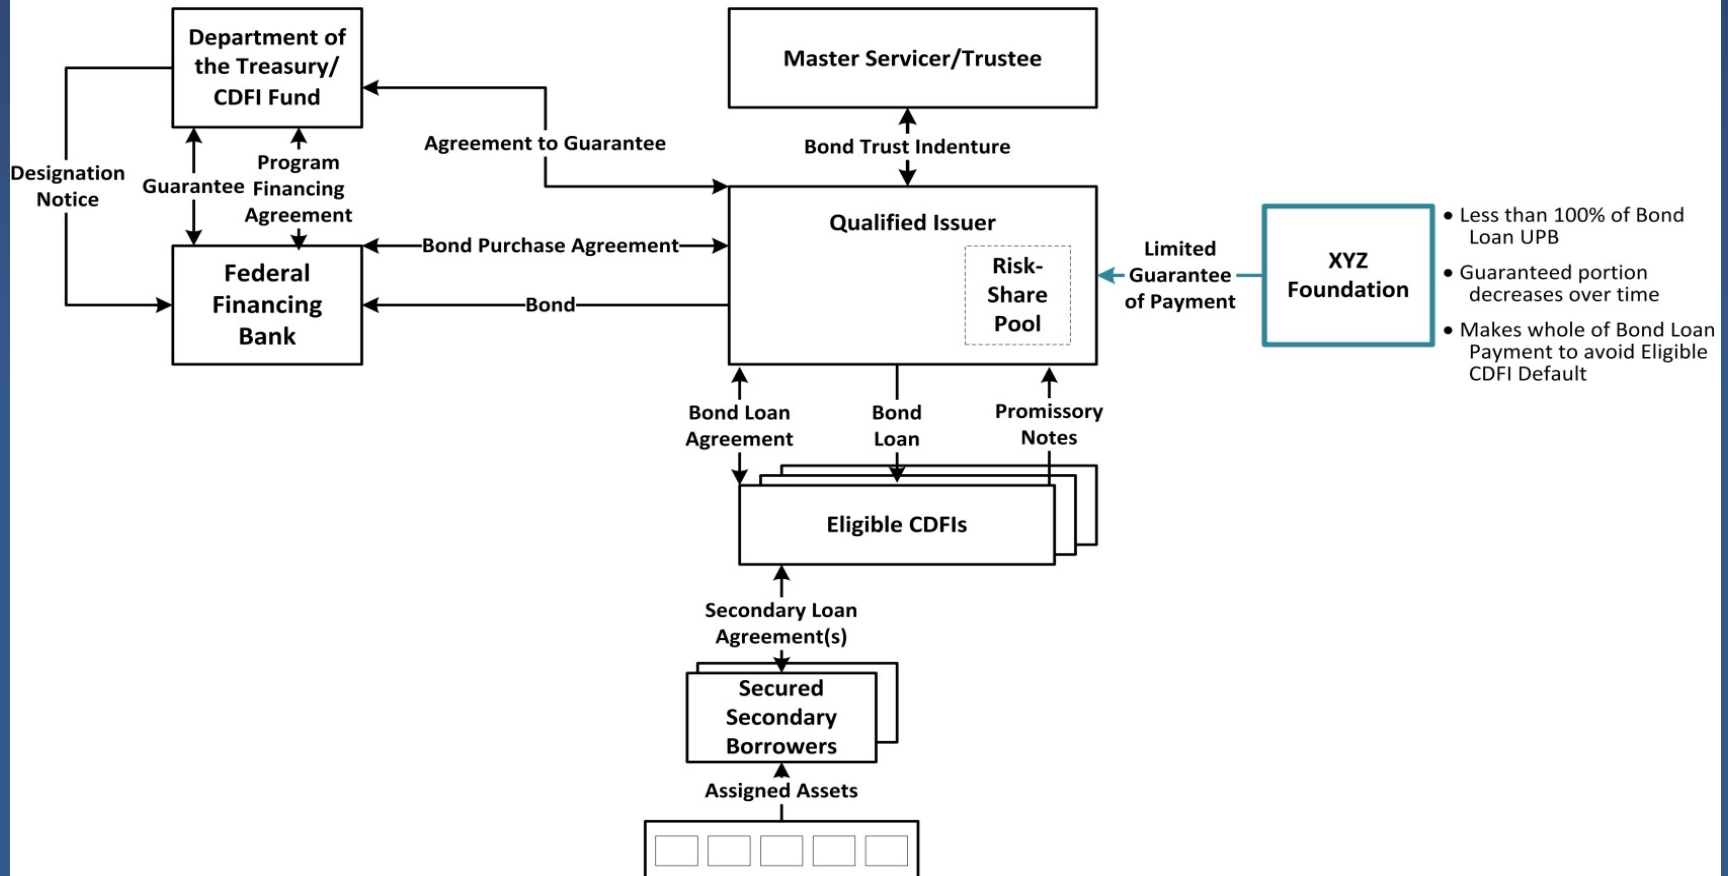 Department of
the Treasury/
CDFI Fund
Master Servicer/Trustee
Agreement to Guarantee
Bond Trust Indenture
Designation
Notice
Guarantee
Program
Financing
Agreement
Qualified Issuer
Risk-
Share
Pool
Limited
Guarantee
of Payment
XYZ
Foundation
• Less than 100% of Bond
Loan UPB
• Guaranteed portion
decreases over time
• Makes whole of Bond Loan
Payment to avoid Eligible
CDFI Default
Bond Purchase Agreement
Federal
Financing
Bank
Bond
Bond Loan
Agreement
Bond
Loan
Promissory
Notes
Eligible CDFIs
Secondary Loan
Agreement(s)
Secured
Secondary
Borrowers
Assigned Assets